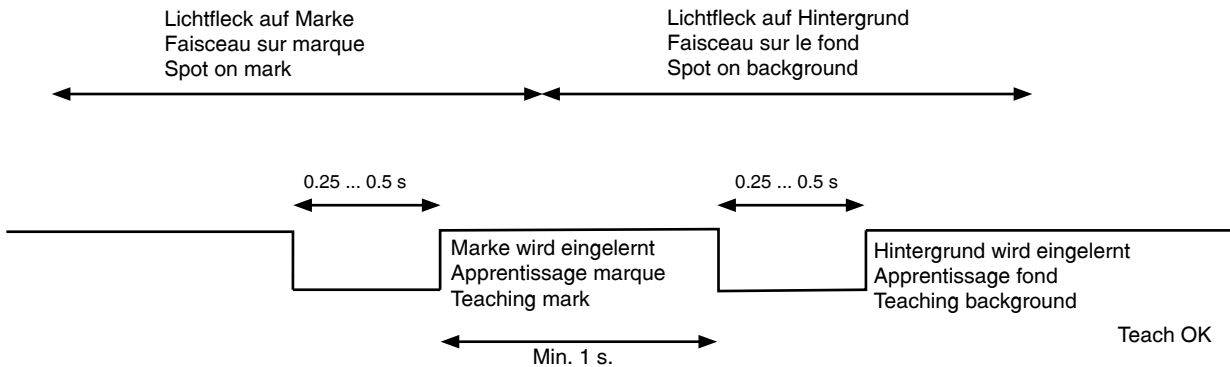 Lichtfleck auf Marke
Faisceau sur marque
Spot on mark
Lichtfleck auf Hintergrund
Faisceau sur le fond
Spot on background
0.25 ... 0.5 s
0.25 ... 0.5 s
Marke wird eingelernt
Apprentissage marque
Teaching mark
Hintergrund wird eingelernt
Apprentissage fond
Teaching background
Min. 1 s.
Teach OK